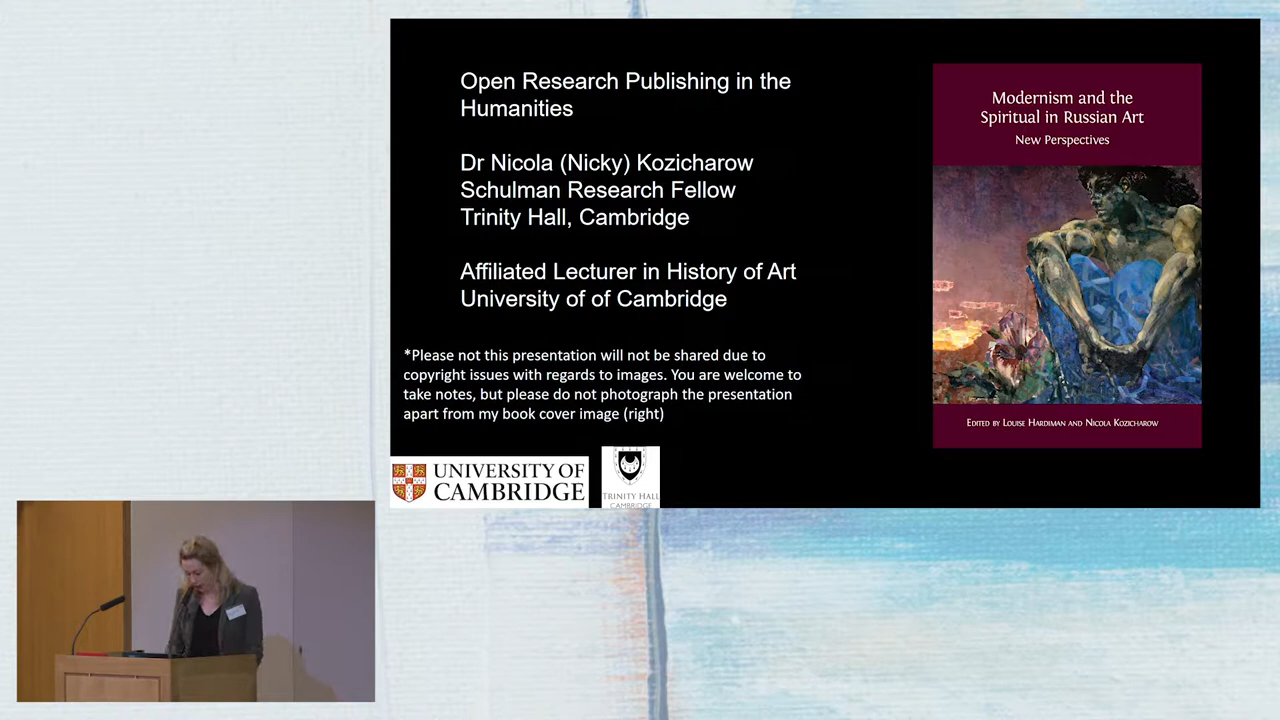 Open Research Publishing in the
Humanities
Dr Nicola (Nicky) Kozicharow
Schulman Research Fellow
Trinity Hall, Cambridge
Affiliated Lecturer in History of Art
University of of Cambridge
*Please not this presentation will not be shared due to
copyright issues with regards to images. You are welcome to
take notes, but please do not photograph the presentation
apart from my book cover image (right)
UNIVERSITY OF
CAMBRIDGE
TRINITY HALL
CAMBRIDGE
Modernism and the
Spiritual in Russian Art
New Perspectives
Edited by Louise Hardiman and Nicola Kozicharow